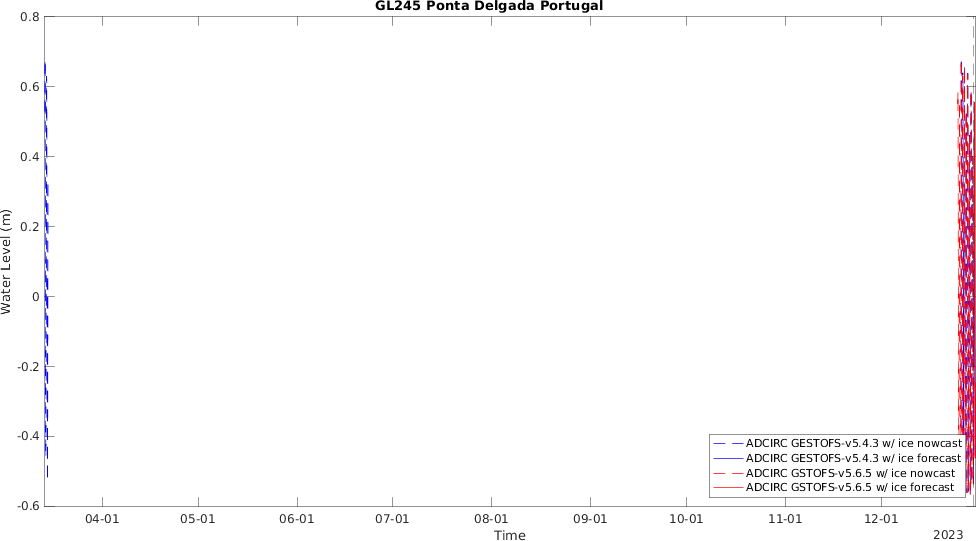 GL245 Ponta Delgada Portugal
0.8
0.6
0.4
0.2
0
-0.2
-0.4
-0.6
Water Level (m)
ADCIRC GESTOFS-v5.4.3 w/ ice nowcast
ADCIRC GESTOFS-v5.4.3 w/ ice forecast
ADCIRC GSTOFS-v5.6.5 w/ ice nowcast
ADCIRC GSTOFS-v5.6.5 w/ ice forecast
04-01 05-01 06-01 07-01 08-01 09-01 10-01 11-01 12-01
Time
2023